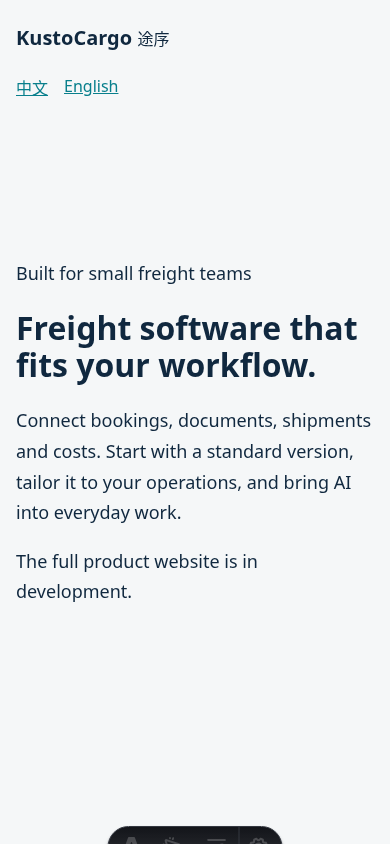 KustoCargo 途序
中文 English
Built for small freight teams
Freight software that
fits your workflow.
Connect bookings, documents, shipments
and costs. Start with a standard version,
tailor it to your operations, and bring AI
into everyday work.
The full product website is in
development.